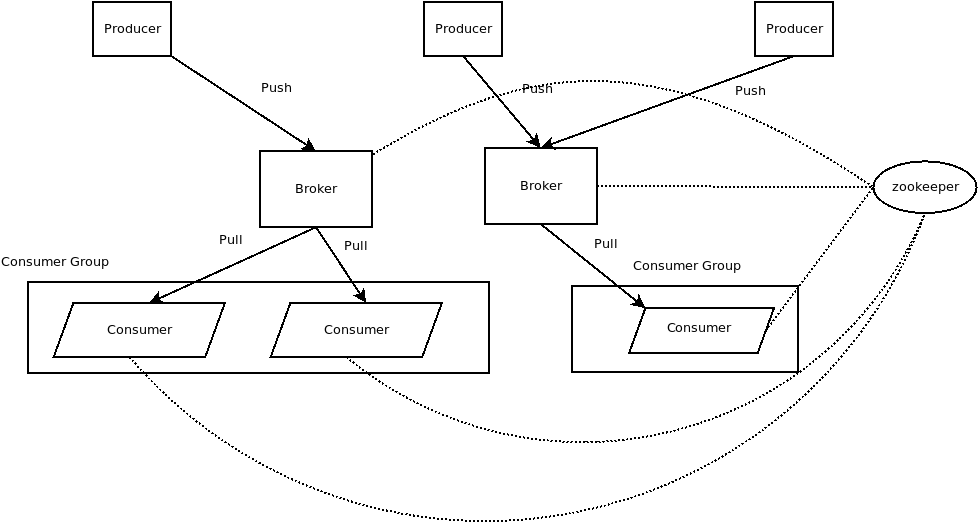 Producer
Producer
Producer
Push
Push
Push
Broker
Broker
zookeeper
Pull
Pull
Pull
Consumer Group
Consumer Group
Consumer
Consumer
Consumer